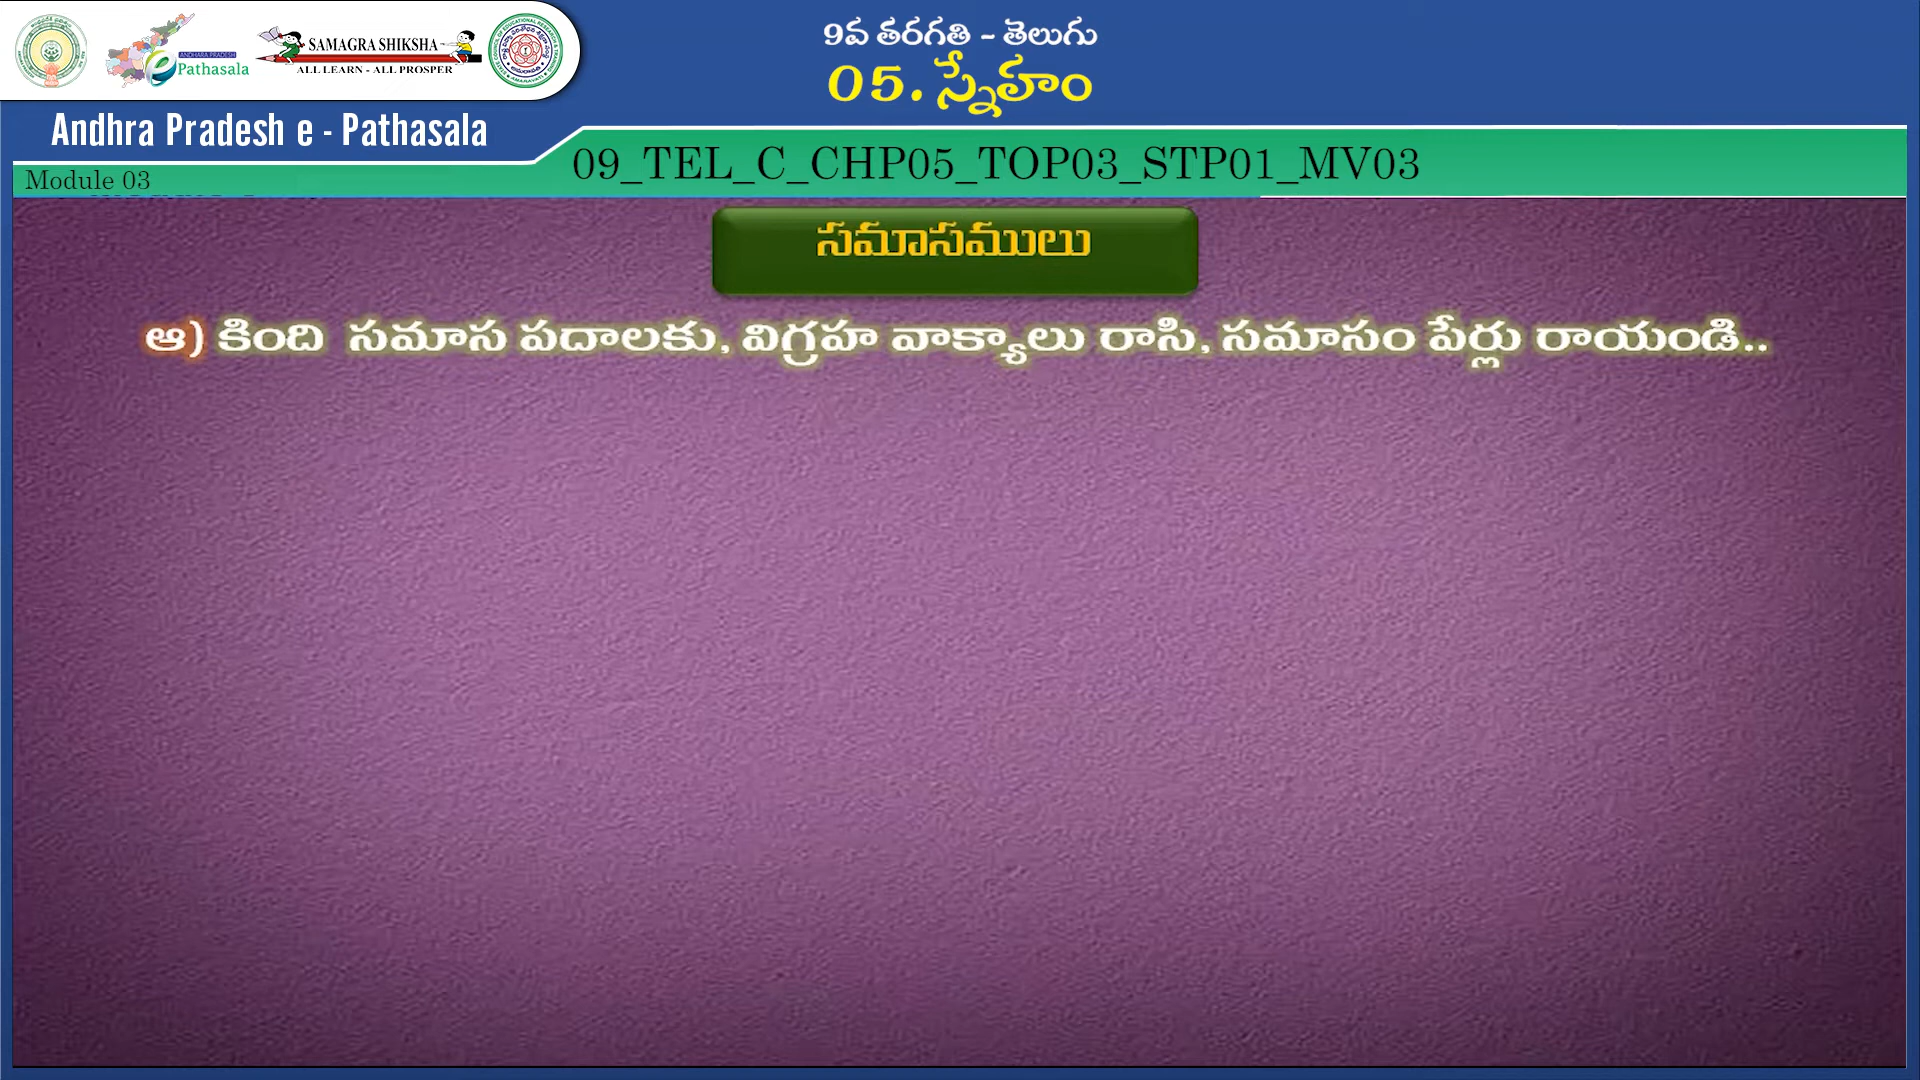 9వ తరగతి - తెలుగు
05. స్నేహం
ANDHRA PRADESH
e Pathasala
SAMAGRA SHIKSHA
ALL LEARN - ALL PROSPER
Andhra Pradesh e - Pathasala
09_TEL_C_CHP05_TOP03_STP01_MV03
Module 03
సమాసములు
ఆ) కింది సమాస పదాలకు, విగ్రహ వాక్యాలు రాసి, సమాసం పేర్లు రాయండి..